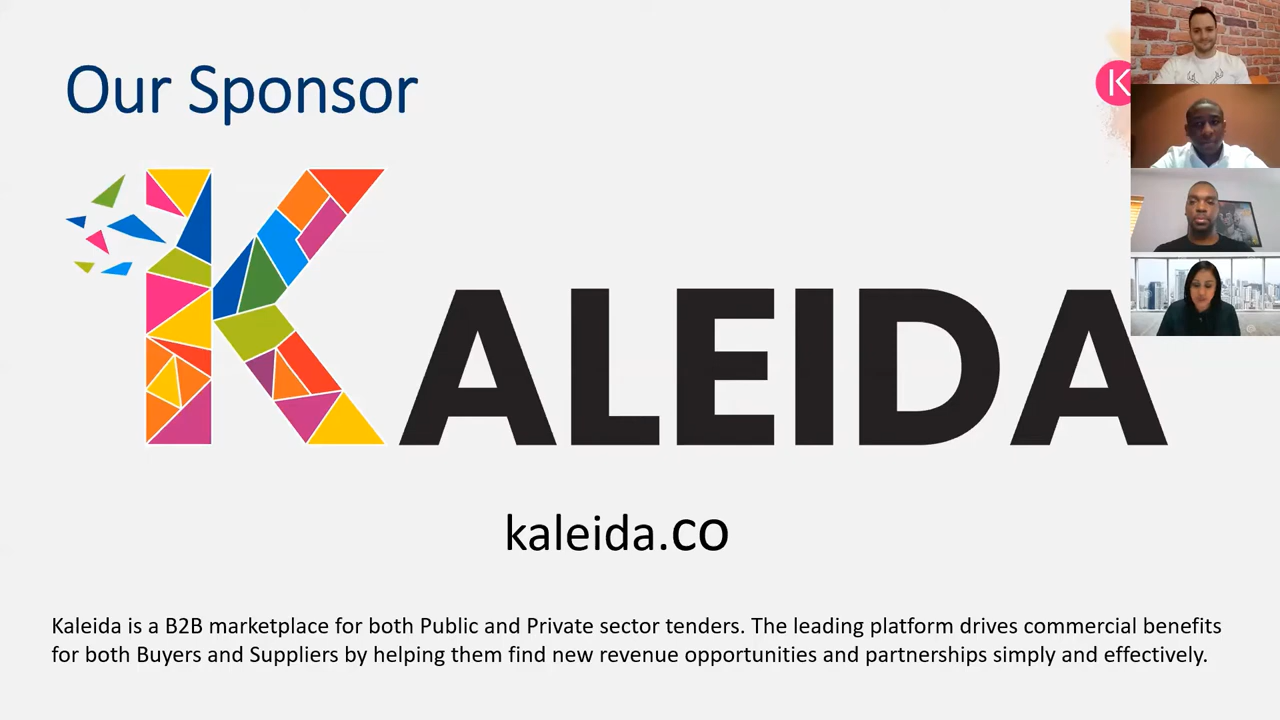 Our Sponsor
K
KALEIDA
kaleida.co
Kaleida is a B2B marketplace for both Public and Private sector tenders. The leading platform drives commercial benefits
for both Buyers and Suppliers by helping them find new revenue opportunities and partnerships simply and effectively.